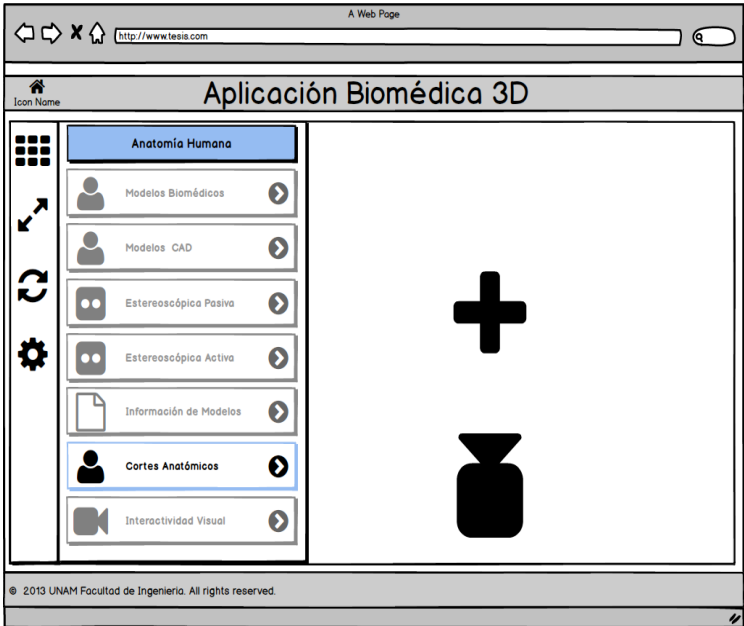 A Web Page
http://www.tesis.com
Icon Name
Aplicación Biomédica 3D
Anatomía Humana
Modelos Biomédicos
Modelos CAD
Estereoscópica Pasiva
Estereoscópica Activa
Información de Modelos
Cortes Anatómicos
Interactividad Visual
© 2013 UNAM Facultad de Ingenieria. All rights reserved.